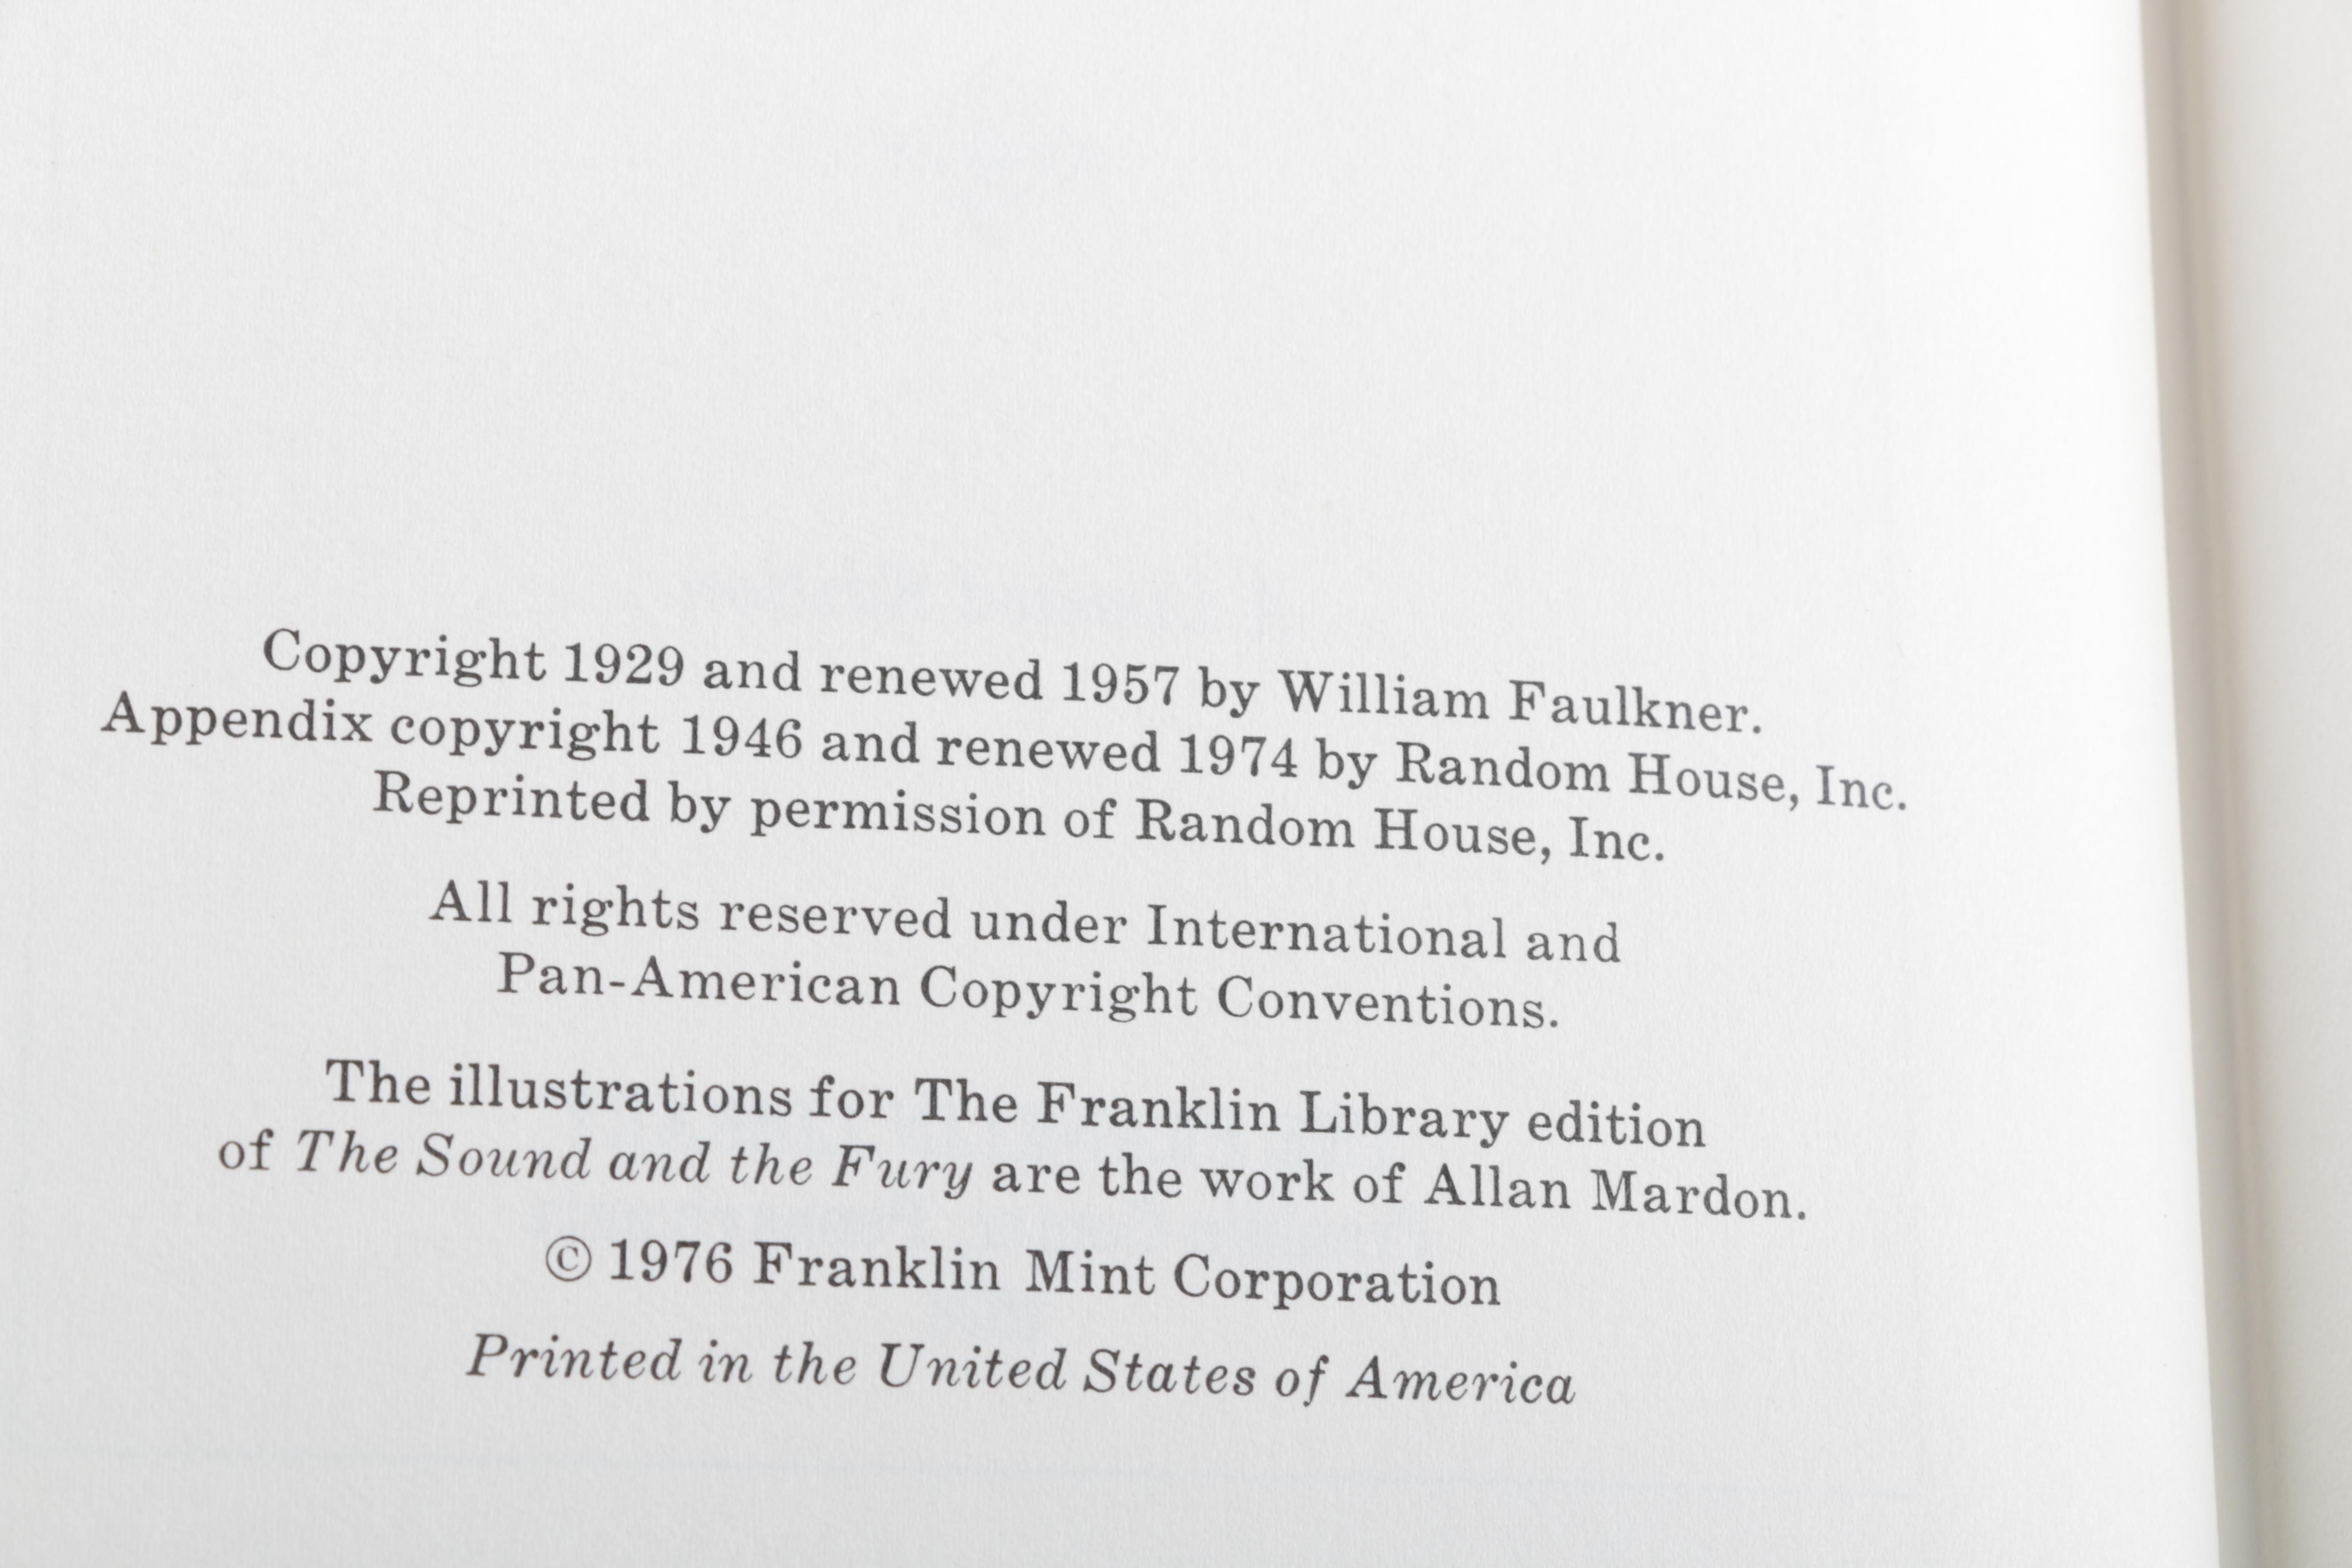 Copyright 1929 and renewed 1957 by William Faulkner.
Appendix copyright 1946 and renewed 1974 by Random House, Inc.
Reprinted by permission of Random House, Inc.
All rights reserved under International and
Pan-American Copyright Conventions.
The illustrations for The Franklin Library edition
of The Sound and the Fury are the work of Allan Mardon.
© 1976 Franklin Mint Corporation
Printed in the United States of America